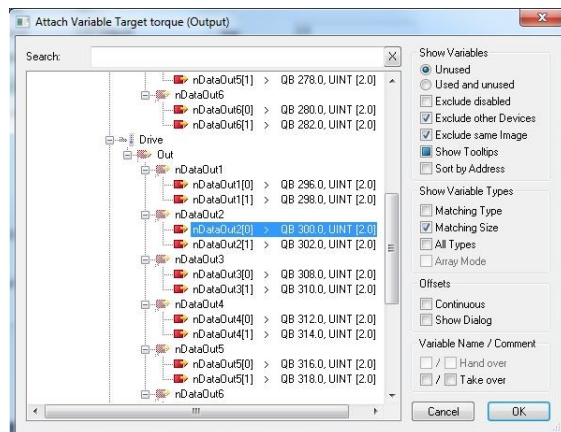 Attach Variable Target torque (Output)
Search:
nDataOut5[1] > QB 278.0, UINT [2.0]
nDataOut6
nDataOut6[0] > QB 280.0, UINT [2.0]
nDataOut6[1] > QB 282.0, UINT [2.0]
Drive
Out
nDataOut1
nDataOut1[0] > QB 296.0, UINT [2.0]
nDataOut1[1] > QB 298.0, UINT [2.0]
nDataOut2
nDataOut2[0] > QB 300.0, UINT [2.0]
nDataOut2[1] > QB 302.0, UINT [2.0]
nDataOut3
nDataOut3[0] > QB 308.0, UINT [2.0]
nDataOut3[1] > QB 310.0, UINT [2.0]
nDataOut4
nDataOut4[0] > QB 312.0, UINT [2.0]
nDataOut4[1] > QB 314.0, UINT [2.0]
nDataOut5
nDataOut5[0] > QB 316.0, UINT [2.0]
nDataOut5[1] > QB 318.0, UINT [2.0]
nDataOut6
Show Variables
Unused
Used and unused
Exclude disabled
Exclude other Devices
Exclude same Image
Show Tooltips
Sort by Address
Show Variable Types
Matching Type
Matching Size
All Types
Array Mode
Offsets
Continuous
Show Dialog
Variable Name / Comment
/ Hand over
/ Take over
Cancel
OK